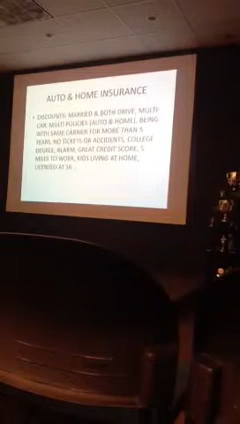 AUTO & HOME INSURANCE
• DISCOUNTS: MARRIED & BOTH DRIVE, MULTI-
CAR, MULTI POLICIES (AUTO & HOME), BEING
WITH SAME CARRIER FOR MORE THAN 5
YEARS, NO TICKETS OR ACCIDENTS, COLLEGE
DEGREE, ALARM, GREAT CREDIT SCORE, 5
MILES TO WORK, KIDS LIVING AT HOME,
LICENSED AT 16 .